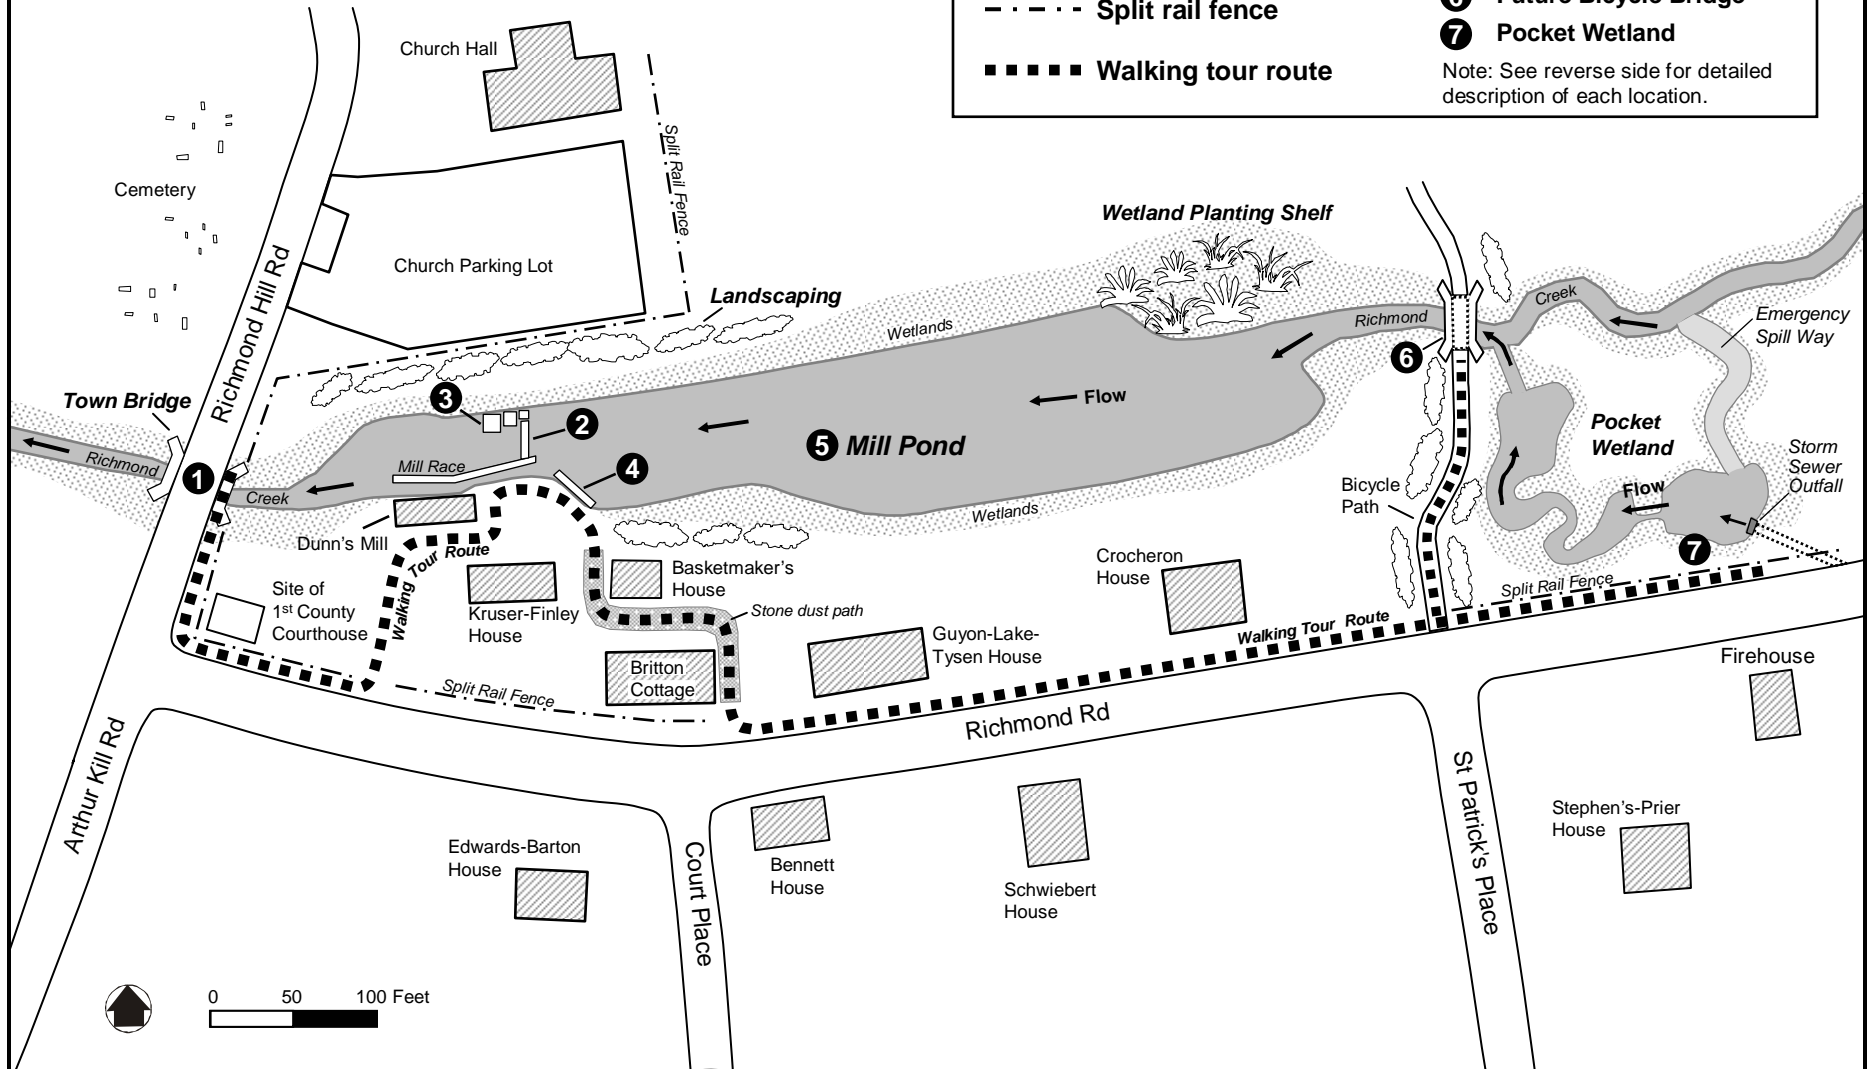 Split rail fence
Walking tour route
6 Future Bicycle Bridge
7 Pocket Wetland
Note: See reverse side for detailed
description of each location.
Church Hall
Split Rail Fence
Cemetery
Church Parking Lot
Richmond Hill Rd
Landscaping
Wetland Planting Shelf
Wetlands
Richmond
Creek
Emergency
Spill Way
6
Town Bridge
Richmond
1
Creek
3
2
Mill Race
4
5 Mill Pond
Flow
Pocket
Wetland
Storm
Sewer
Outfall
Flow
7
Bicycle
Path
Wetlands
Dunn's Mill
Walking Tour Route
Site of
1st County
Courthouse
Kruser-Finley
House
Basketmaker's
House
Stone dust path
Britton
Cottage
Split Rail Fence
Guyon-Lake-
Tysen House
Crocheron
House
Walking Tour Route
Split Rail Fence
Richmond Rd
Firehouse
Arthur Kill Rd
Edwards-Barton
House
Court Place
Bennett
House
Schwiebert
House
St Patrick's Place
Stephen's-Prier
House
0 50 100 Feet